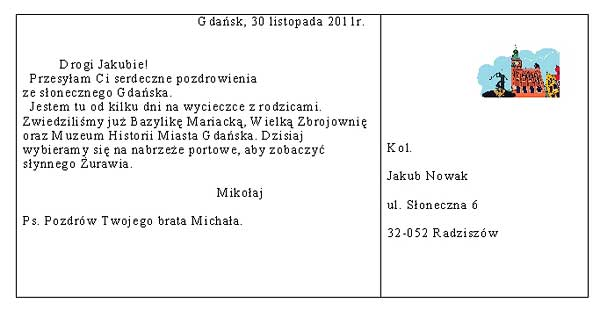 Gdańsk, 30 listopada 2011r.
Drogi Jakubie!
Przesyłam Ci serdeczne pozdrowienia
ze słonecznego Gdańska.
Jestem tu od kilku dni na wycieczce z rodzicami.
Zwiedziliśmy już Bazylikę Mariacką, Wielką Zbrojownię
oraz Muzeum Historii Miasta Gdańska. Dzisiaj
wybieramy się na nabrzeże portowe, aby zobaczyć
słynnego Żurawia.
Mikołaj
Ps. Pozdrów Twojego brata Michała.
Kol.
Jakub Nowak
ul. Słoneczna 6
32-052 Radziszów